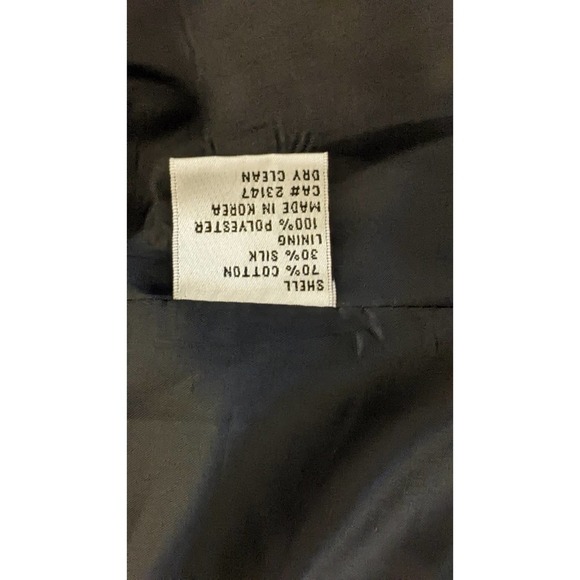 SHELL
70% COTTON
30% SILK
LINING
100% POLYESTER
MADE IN KOREA
CA# 23147
DRY CLEAN